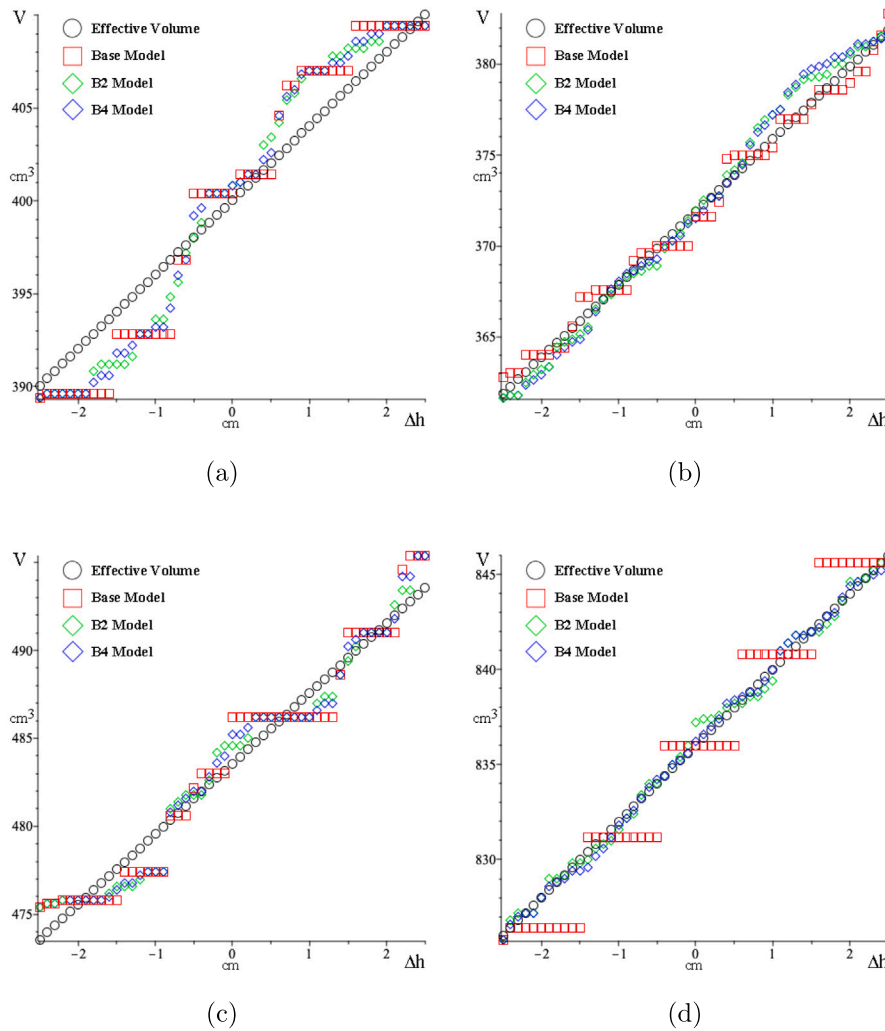 V
Effective Volume
Base Model
B2 Model
B4 Model
405
cm3
400
395
390
−2 −1 0 1 2
cm
Δh
(a)
V
Effective Volume
Base Model
B2 Model
B4 Model
380
375
cm3
370
365
−2 −1 0 1 2
cm
Δh
(b)
V
Effective Volume
Base Model
B2 Model
B4 Model
490
cm3
485
480
475
−2 −1 0 1 2
cm
Δh
(c)
V
Effective Volume
Base Model
B2 Model
B4 Model
845
840
cm3
835
830
−2 −1 0 1 2
cm
Δh
(d)